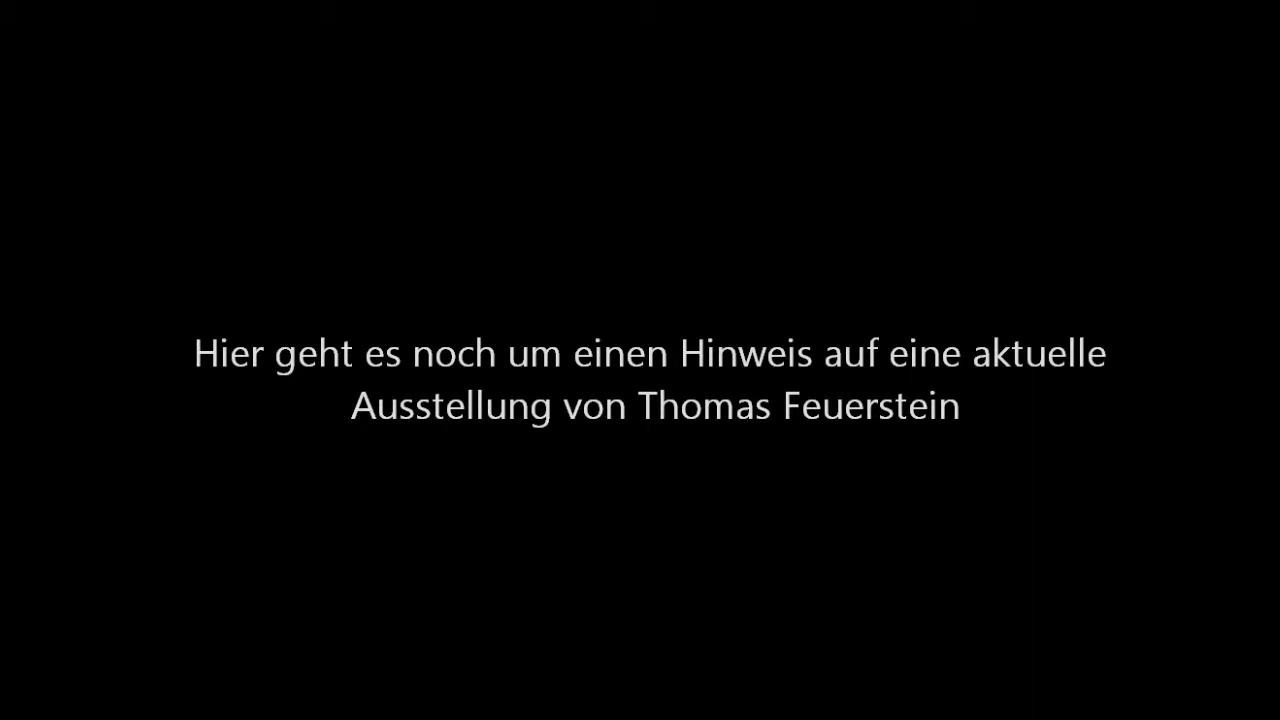 Hier geht es noch um einen Hinweis auf eine aktuelle
Ausstellung von Thomas Feuerstein